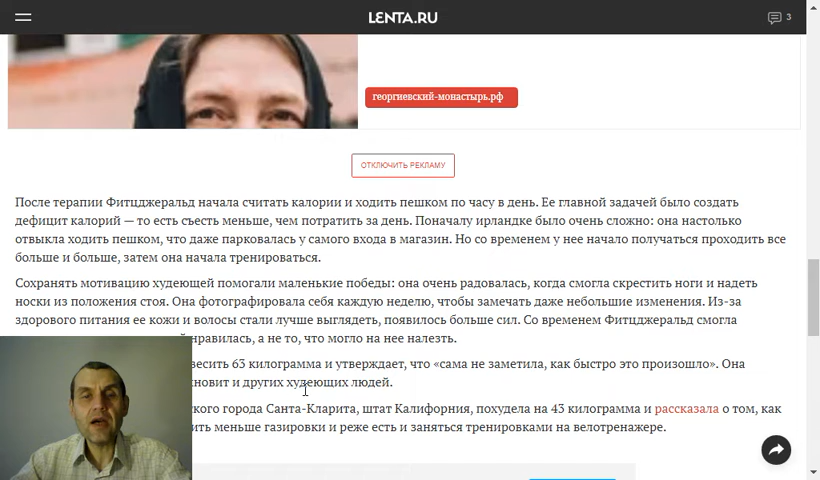 LENTA.RU
3
георгиевский-монастырь.рф
ОТКЛЮЧИТЬ РЕКЛАМУ
После терапии Фитцджеральд начала считать калории и ходить пешком по часу в день. Ее главной задачей было создать
дефицит калорий — то есть съесть меньше, чем потратить за день. Поначалу ирландке было очень сложно: она настолько
отвыкла ходить пешком, что даже парковалась у самого входа в магазин. Но со временем у нее начало получаться проходить все
больше и больше, затем она начала тренироваться.
Сохранять мотивацию худеющей помогали маленькие победы: она очень радовалась, когда смогла скрестить ноги и надеть
носки из положения стоя. Она фотографировала себя каждую неделю, чтобы замечать даже небольшие изменения. Из-за
здорового питания ее кожи и волосы стали лучше выглядеть, появилось больше сил. Со временем Фитцджеральд смогла
нравилась, а не то, что могло на нее налезть.
весить 63 килограмма и утверждает, что «сама не заметила, как быстро это произошло». Она
новит и других худеющих людей.
ского города Санта-Кларита, штат Калифорния, похудела на 43 килограмма и рассказала о том, как
ить меньше газировки и реже есть и заняться тренировками на велотренажере.